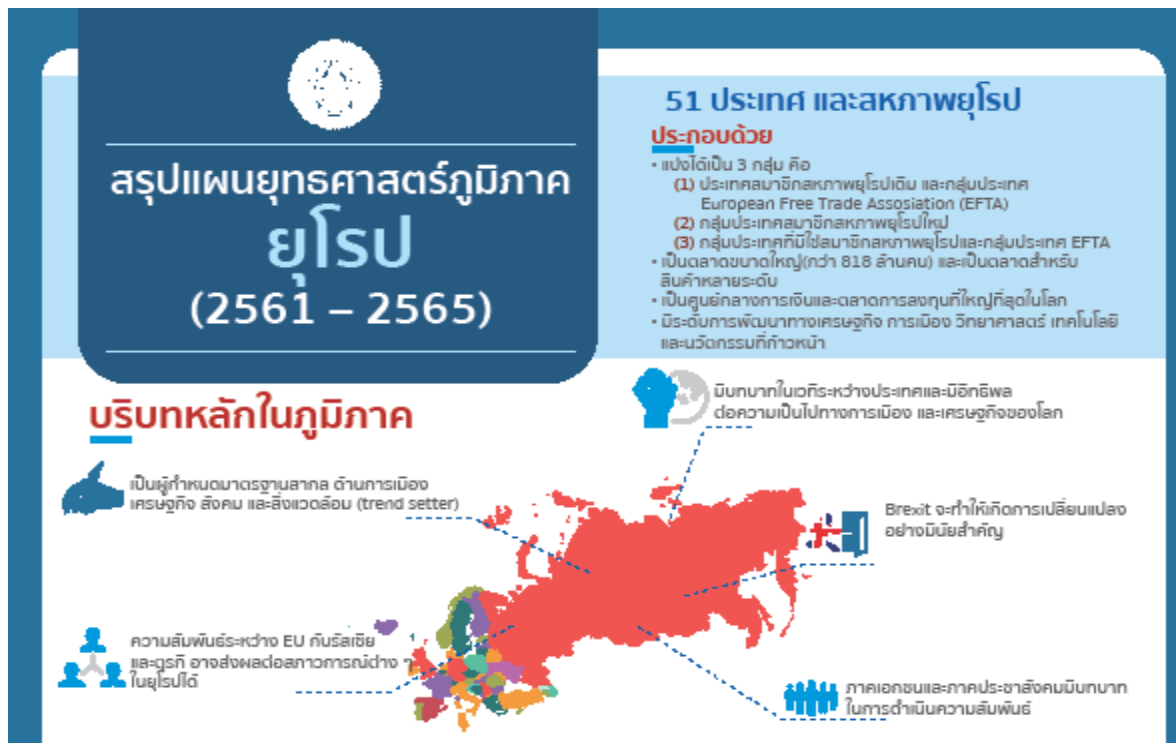 สรุปแผนยุทธศาสตร์ภูมิภาค
ยุโรป
(2561 – 2565)
51 ประเทศ และสหภาพยุโรป
ประกอบด้วย
• แบ่งได้เป็น 3 กลุ่ม คือ
(1) ประเทศสมาชิกสหภาพยุโรปเดิม และกลุ่มประเทศ
European Free Trade Assosiation (EFTA)
(2) กลุ่มประเทศสมาชิกสหภาพยุโรปใหม่
(3) กลุ่มประเทศที่มิใช่สมาชิกสหภาพยุโรปและกลุ่มประเทศ EFTA
• เป็นตลาดขนาดใหญ่(กว่า 818 ล้านคน) และเป็นตลาดสำหรับ
สินค้าหลายระดับ
• เป็นศูนย์กลางการเงินและตลาดการลงทุนที่ใหญ่ที่สุดในโลก
• มีระดับการพัฒนาทางเศรษฐกิจ การเมือง วิทยาศาสตร์ เทคโนโลยี
และนวัตกรรมที่ก้าวหน้า
บริบทหลักในภูมิภาค
มีบทบาทในเวทีระหว่างประเทศและมีอิทธิพล
ต่อความเป็นไปทางการเมือง และเศรษฐกิจของโลก
เป็นผู้กำหนดมาตรฐานสากล ด้านการเมือง
เศรษฐกิจ สังคม และสิ่งแวดล้อม (trend setter)
Brexit จะทำให้เกิดการเปลี่ยนแปลง
อย่างมีนัยสำคัญ
ความสัมพันธ์ระหว่าง EU กับรัสเซีย
และตุรกี อาจส่งผลต่อสภาวการณ์ต่าง ๆ
ในยุโรปได้
ภาคเอกชนและภาคประชาสังคมมีบทบาท
ในการดำเนินความสัมพันธ์